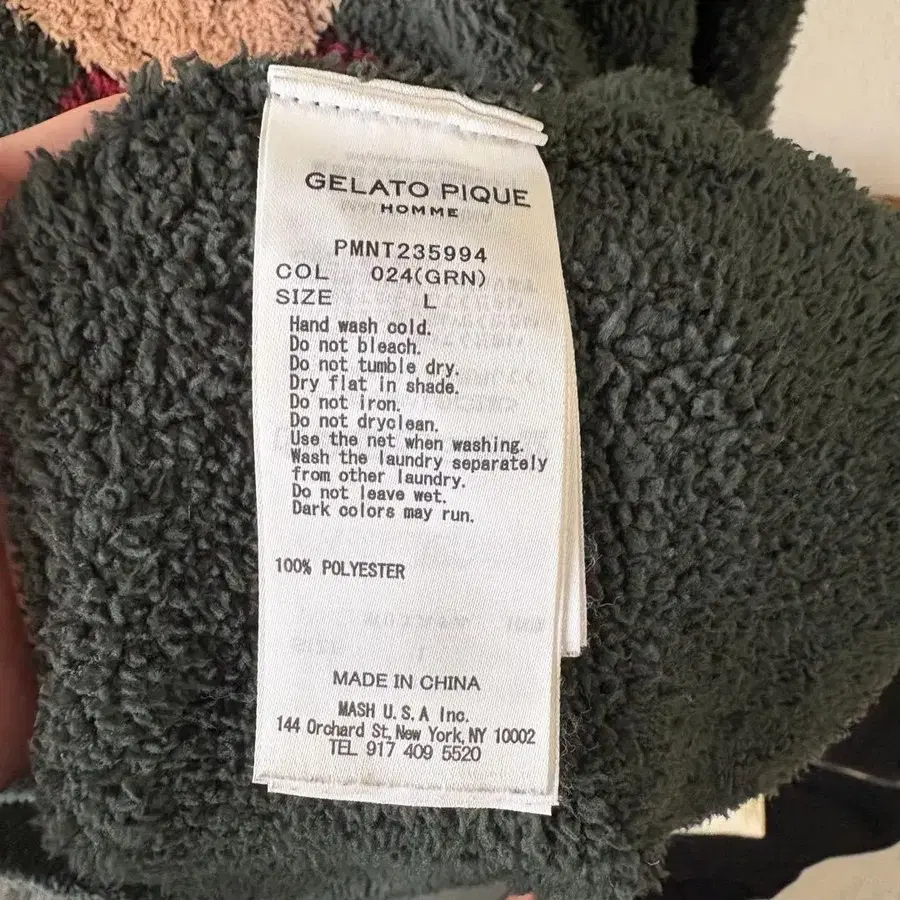 GELATO PIQUE
HOMME
PMNT235994
COL 024(GRN)
SIZE L
Hand wash cold.
Do not bleach.
Do not tumble dry.
Dry flat in shade.
Do not iron.
Do not dryclean.
Use the net when washing.
Wash the laundry separately
from other laundry.
Do not leave wet.
Dark colors may run.
100% POLYESTER
MADE IN CHINA
MASH U.S.A Inc.
144 Orchard St, New York, NY 10002
TEL 917 409 5520